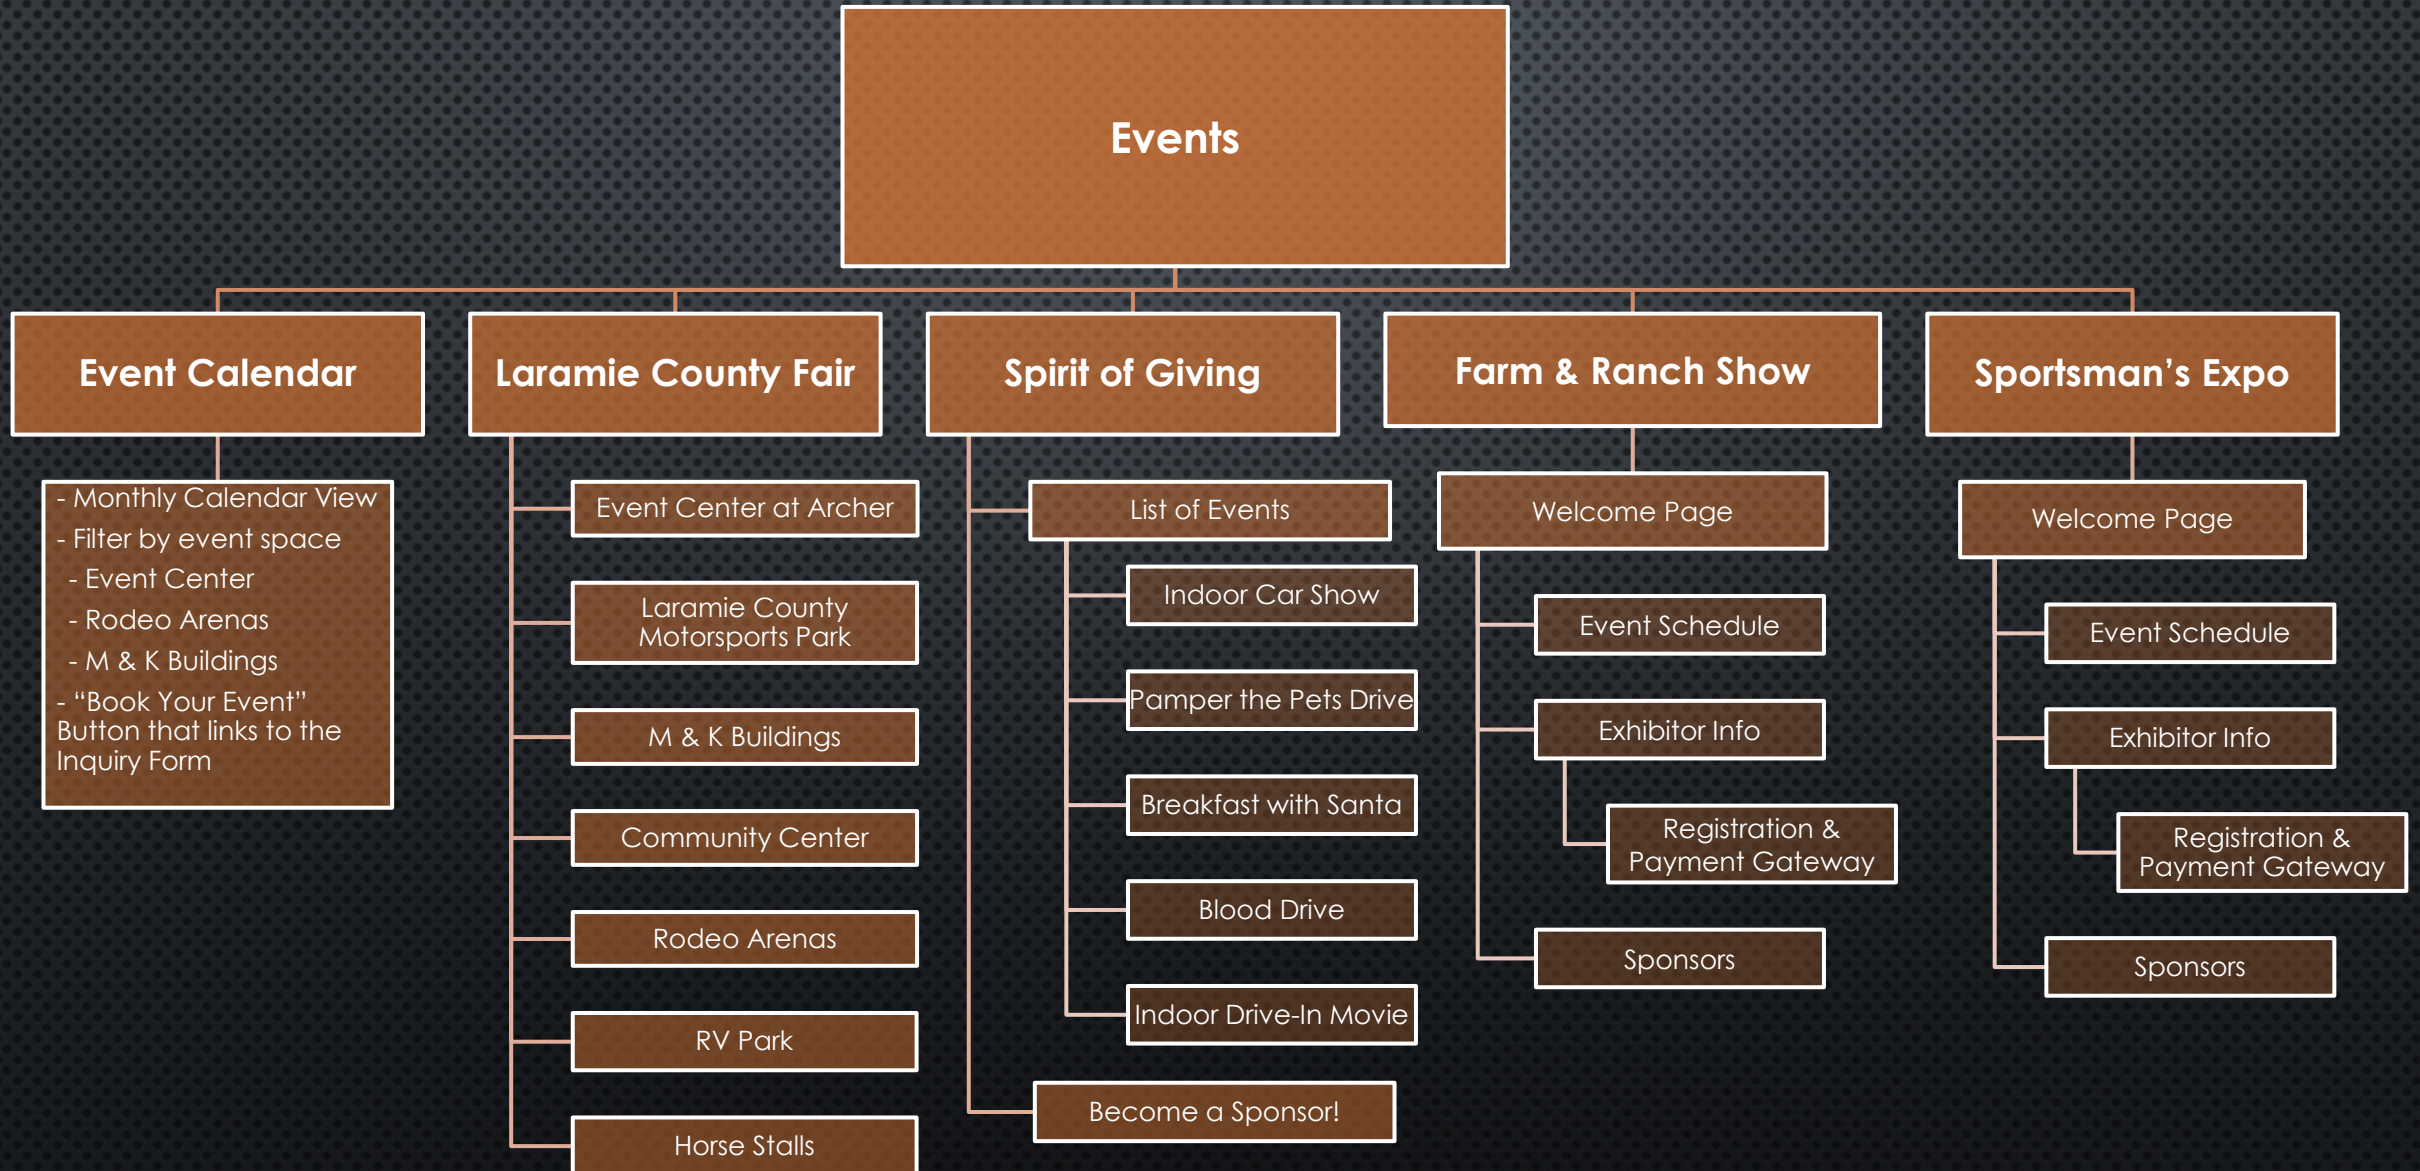 Events
Event Calendar
- Monthly Calendar View
- Filter by event space
- Event Center
- Rodeo Arenas
- M & K Buildings
- “Book Your Event”
Button that links to the
Inquiry Form
Laramie County Fair
Event Center at Archer
Laramie County
Motorsports Park
M & K Buildings
Community Center
Rodeo Arenas
RV Park
Horse Stalls
Spirit of Giving
List of Events
Indoor Car Show
Pamper the Pets Drive
Breakfast with Santa
Blood Drive
Indoor Drive-In Movie
Become a Sponsor!
Farm & Ranch Show
Welcome Page
Event Schedule
Exhibitor Info
Registration &
Payment Gateway
Sponsors
Sportsman’s Expo
Welcome Page
Event Schedule
Exhibitor Info
Registration &
Payment Gateway
Sponsors